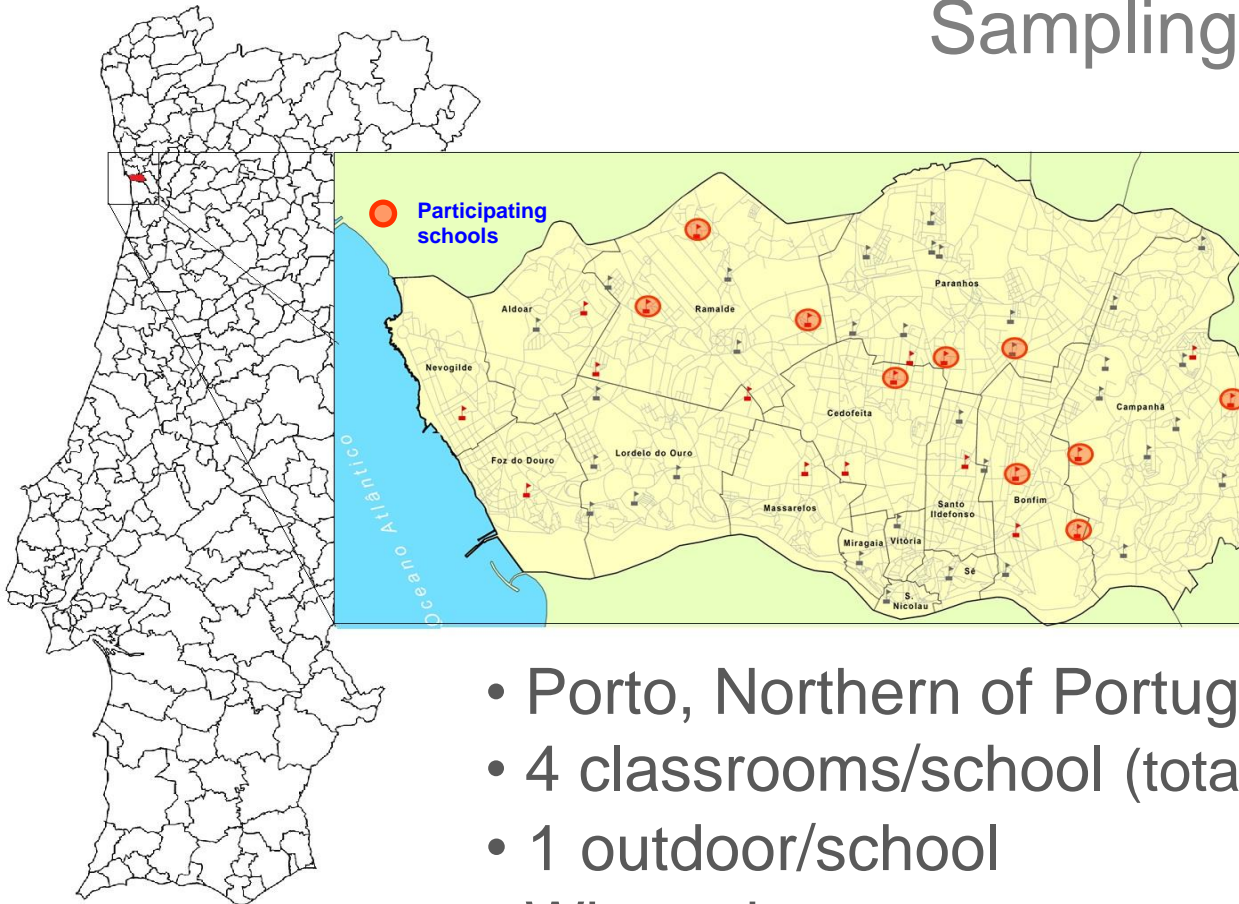 Sampling
Participating
schools
Paranhos
Aldoar
Ramalde
Nevogilde
Campanhã
Cedofeita
Foz do Douro
Lordelo do Ouro
Massarelos
Santo
Ildefonso
Bonfim
Miragaia
Vitória
Sé
S.
Nicolau
Oceano Atlântico
• Porto, Northern of Portug
• 4 classrooms/school (tota
• 1 outdoor/school